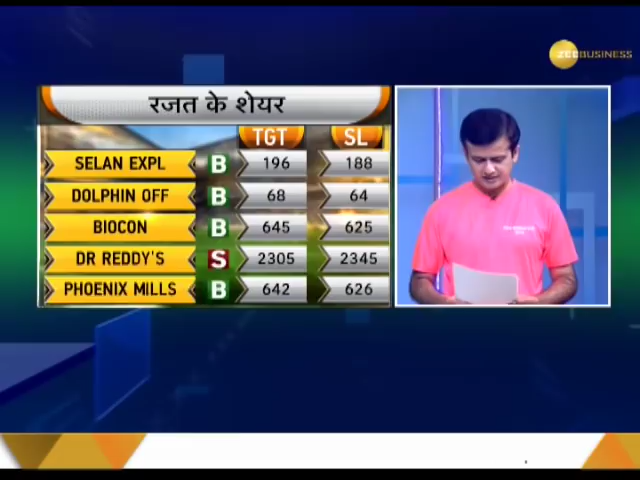 ZEEBUSINESS
रजत के शेयर
TGT SL
SELAN EXPL B 196 188
DOLPHIN OFF B 68 64
BIOCON B 645 625
DR REDDY'S S 2305 2345
PHOENIX MILLS B 642 626